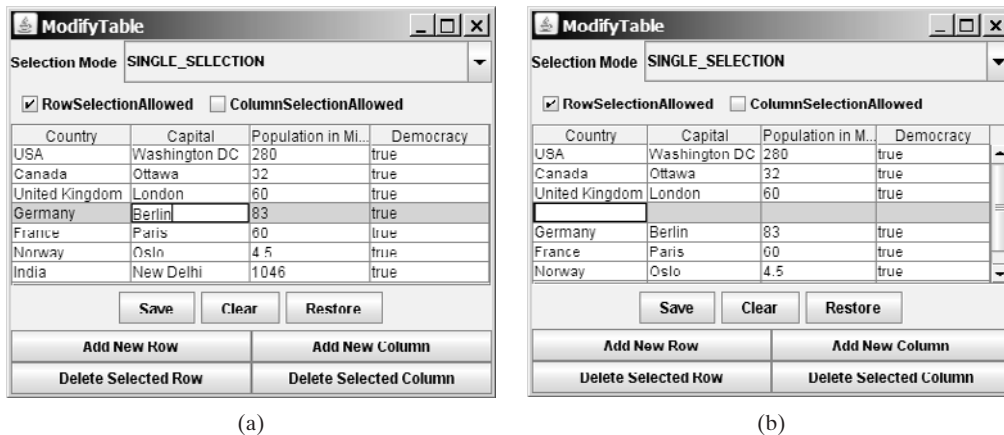 ModifyTable
Selection Mode SINGLE_SELECTION
RowSelectionAllowed ColumnSelectionAllowed
Country Capital Population in Mi... Democracy
USA Washington DC 280 true
Canada Ottawa 32 true
United Kingdom London 60 true
Germany Berlin 83 true
France Paris 60 true
Norway Oslo 4.5 true
India New Delhi 1046 true
Save Clear Restore
Add New Row Add New Column
Delete Selected Row Delete Selected Column
(a)
ModifyTable
Selection Mode SINGLE_SELECTION
RowSelectionAllowed ColumnSelectionAllowed
Country Capital Population in M... Democracy
USA Washington DC 280 true
Canada Ottawa 32 true
United Kingdom London 60 true
Germany Berlin 83 true
France Paris 60 true
Norway Oslo 4.5 true
Save Clear Restore
Add New Row Add New Column
Delete Selected Row Delete Selected Column
(b)